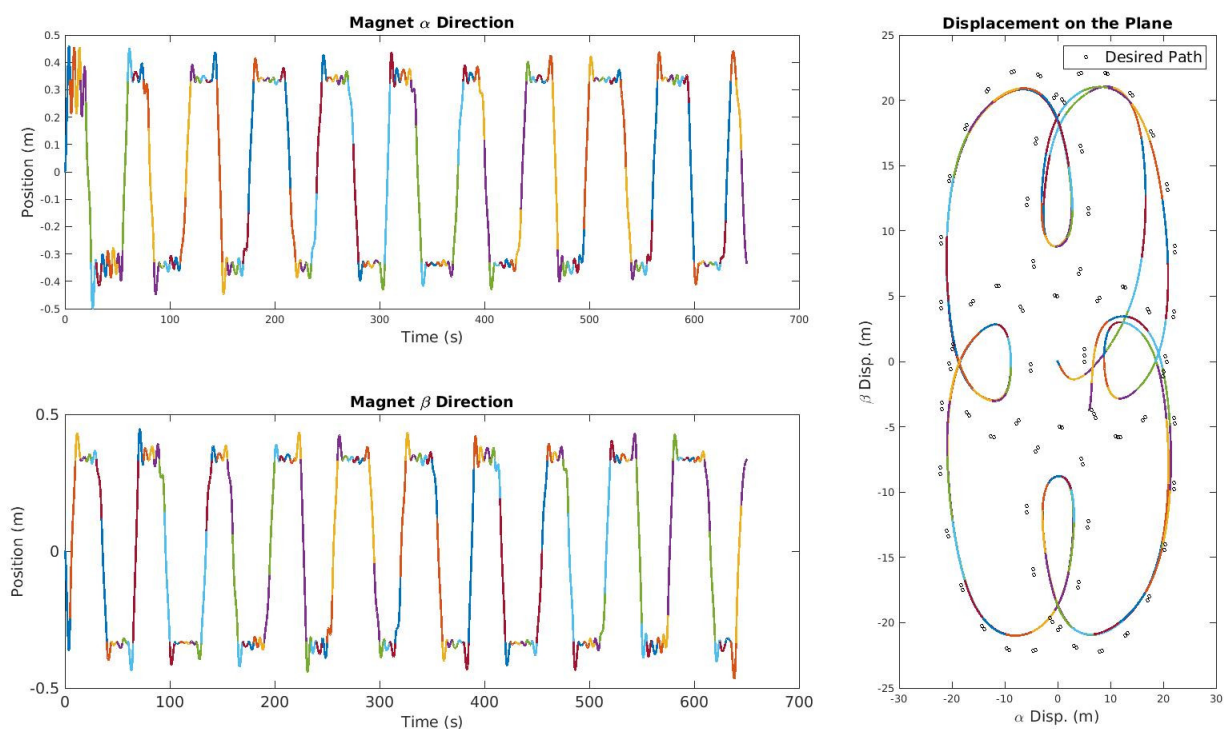 Magnet α Direction
0.5
0.4
0.3
0.2
0.1
0
-0.1
-0.2
-0.3
-0.4
-0.5
Position (m)
0 100 200 300 400 500 600 700
Time (s)
Magnet β Direction
0.5
0
-0.5
Position (m)
0 100 200 300 400 500 600 700
Time (s)
Displacement on the Plane
Desired Path
25
20
15
10
5
0
-5
-10
-15
-20
-25
β Disp. (m)
-30 -20 -10 0 10 20 30
α Disp. (m)